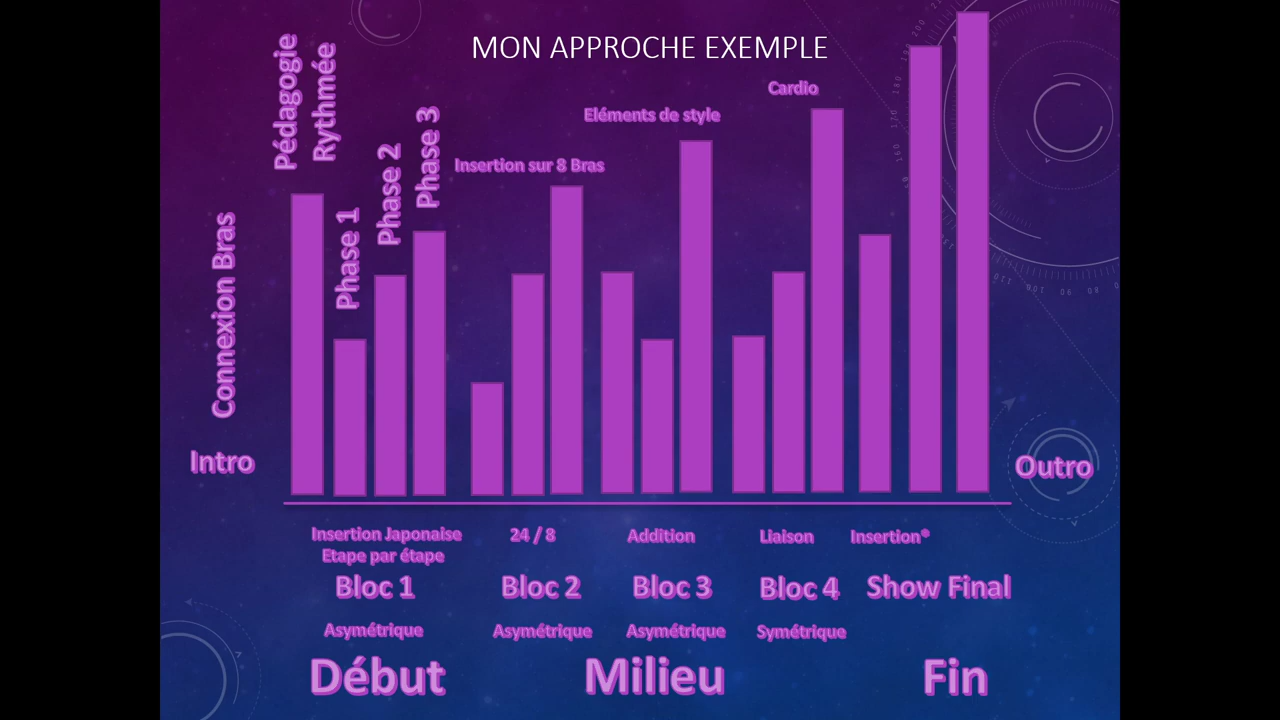 MON APPROCHE EXEMPLE
Pédagogie
Rythmée
Connexion Bras
Phase 1
Phase 2
Phase 3
Insertion sur 8 Bras
Eléments de style
Cardio
Intro
Outro
Insertion Japonaise
Etape par étape
24 / 8
Addition
Liaison
Insertion®
Bloc 1
Bloc 2
Bloc 3
Bloc 4
Show Final
Asymétrique
Asymétrique
Asymétrique
Symétrique
Début
Milieu
Fin